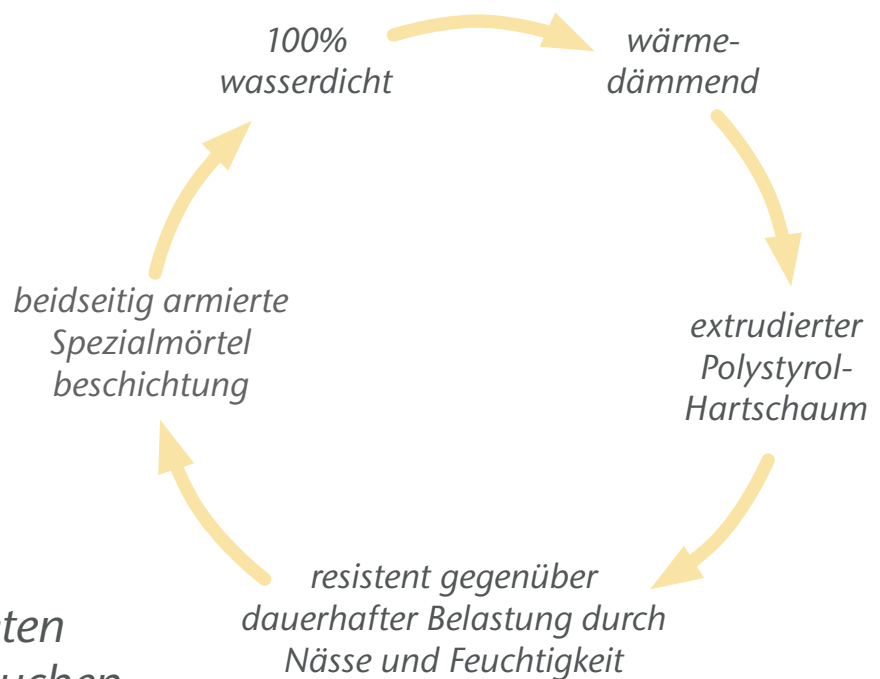 100%
wasserdicht
wärme-
dämmend
extrudierter
Polystyrol-
Hartschaum
resistent gegenüber
dauerhafter Belastung durch
Nässe und Feuchtigkeit
beidseitig armierte
Spezialmörtel
beschichtung